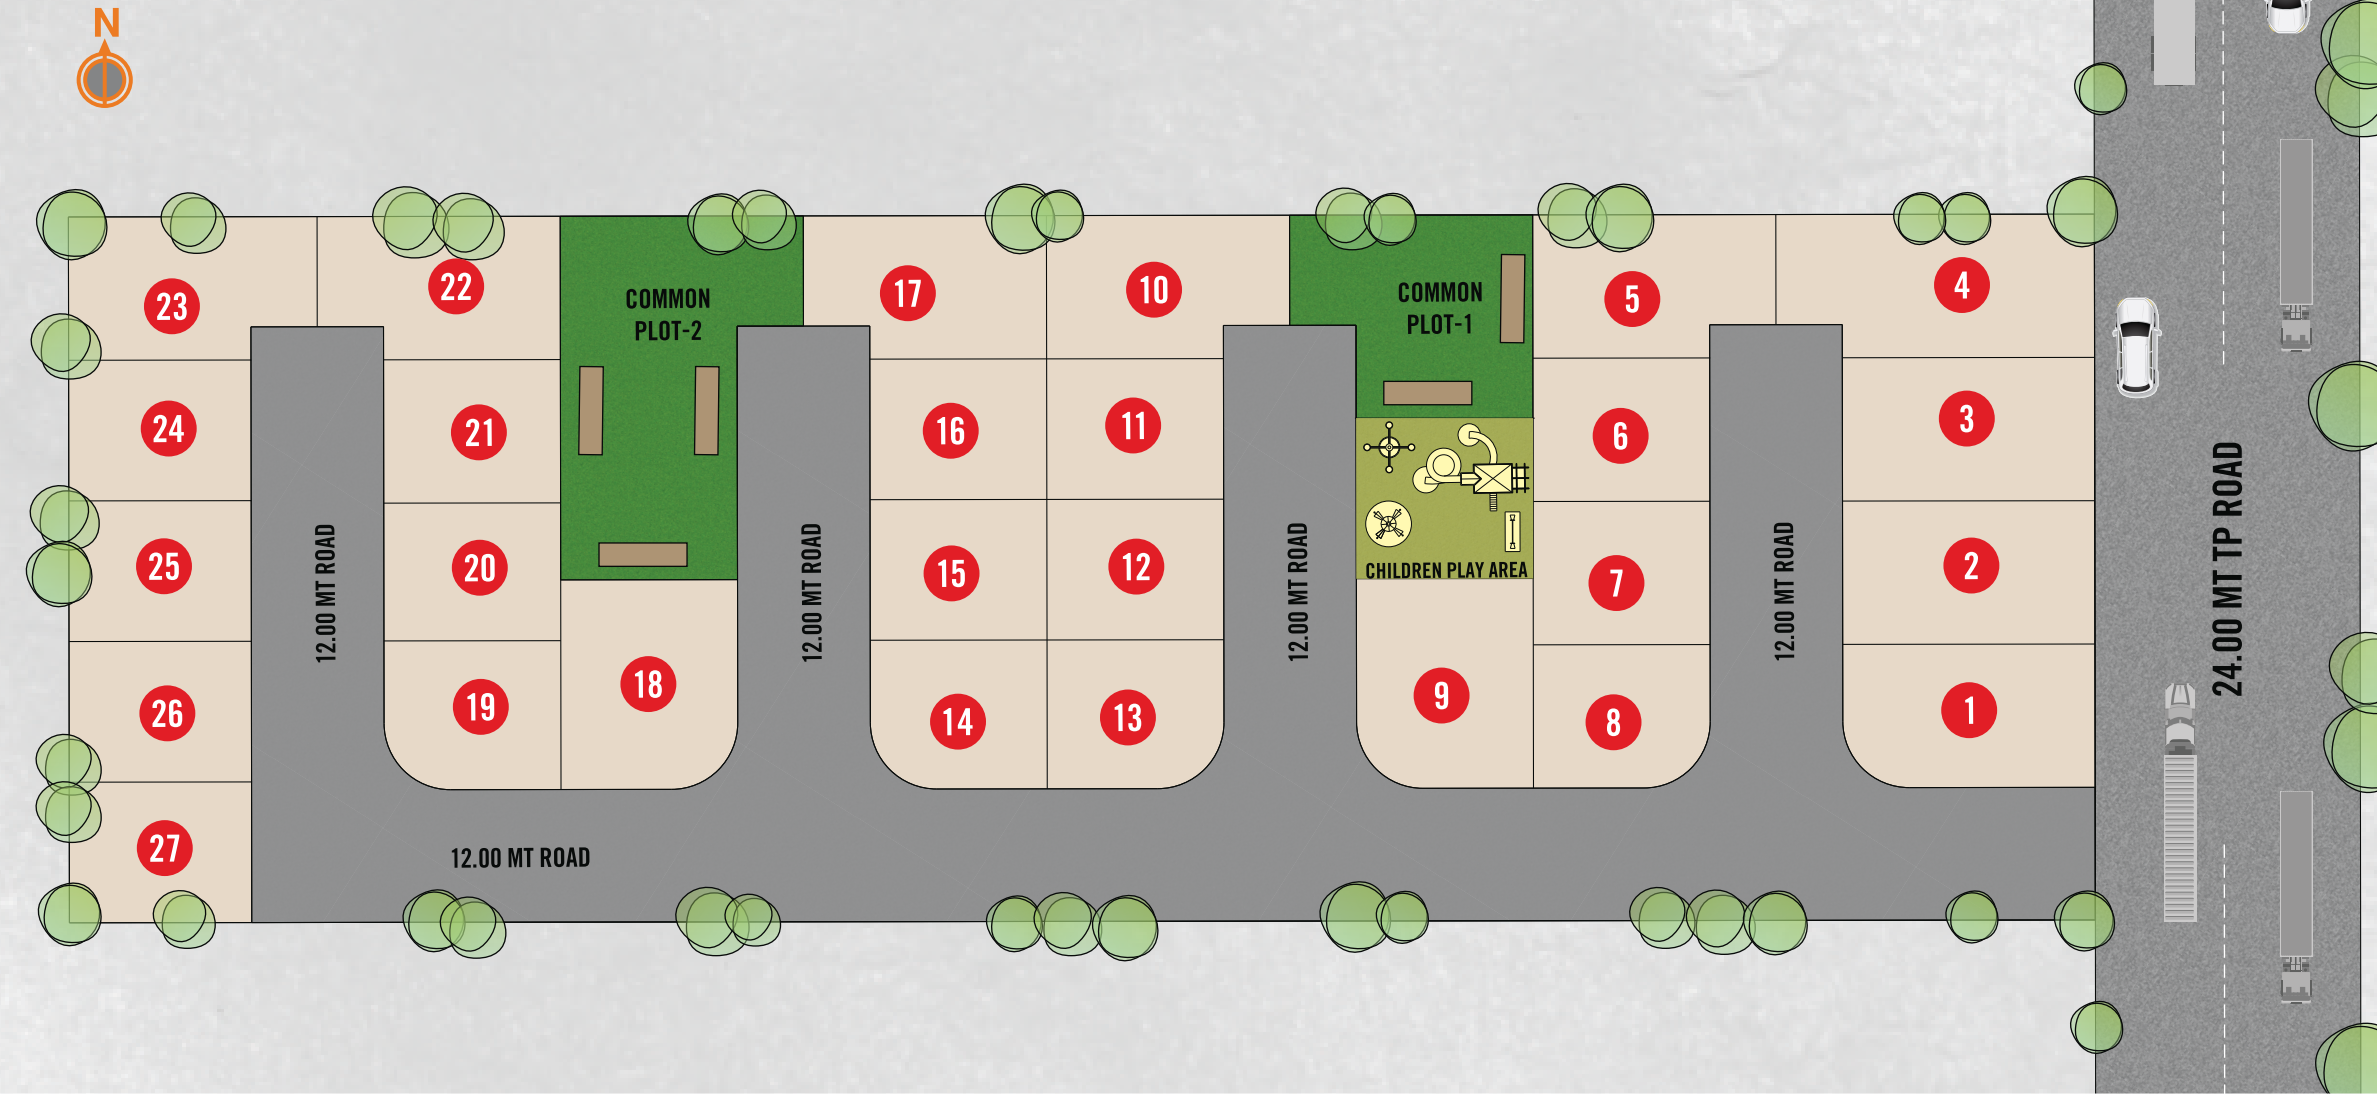 N
23
22
COMMON
PLOT-2
17
10
COMMON
PLOT-1
5
4
24
21
16
11
6
3
25
12.00 MT ROAD
20
12.00 MT ROAD
15
12
12.00 MT ROAD
CHILDREN PLAY AREA
7
12.00 MT ROAD
2
24.00 MT TP ROAD
26
19
18
14
13
9
8
1
27
12.00 MT ROAD